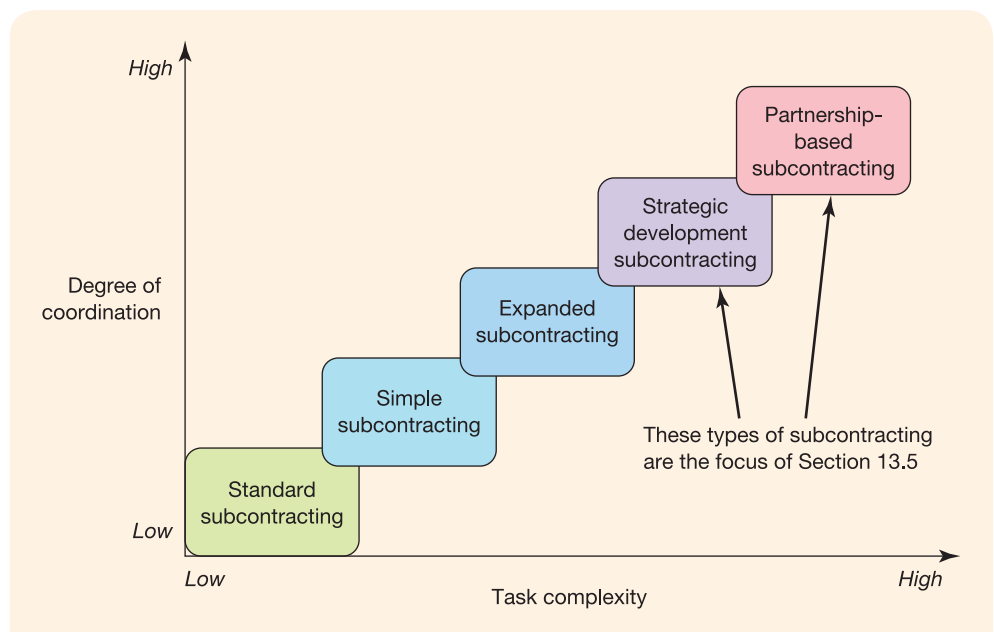 High
Partnership-
based
subcontracting
Strategic
development
subcontracting
Degree of
coordination
Expanded
subcontracting
Simple
subcontracting
These types of subcontracting
are the focus of Section 13.5
Standard
subcontracting
Low
Low
High
Task complexity